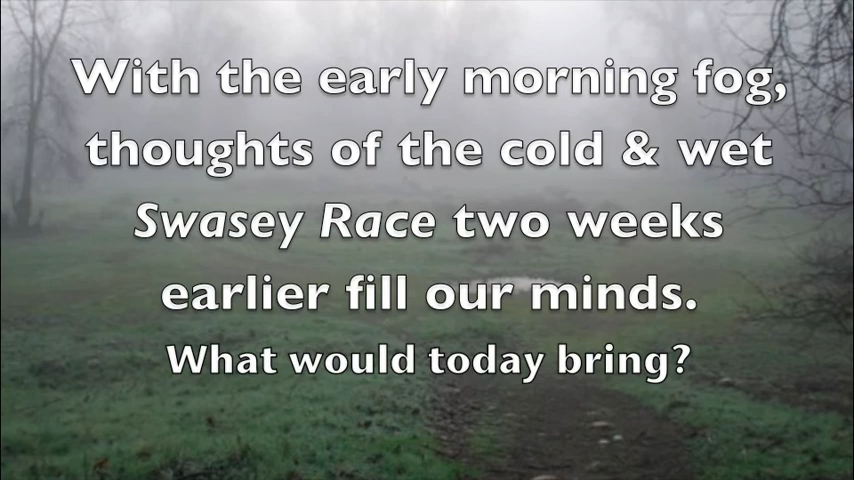 With the early morning fog,
thoughts of the cold & wet
Swasey Race two weeks
earlier fill our minds.
What would today bring?